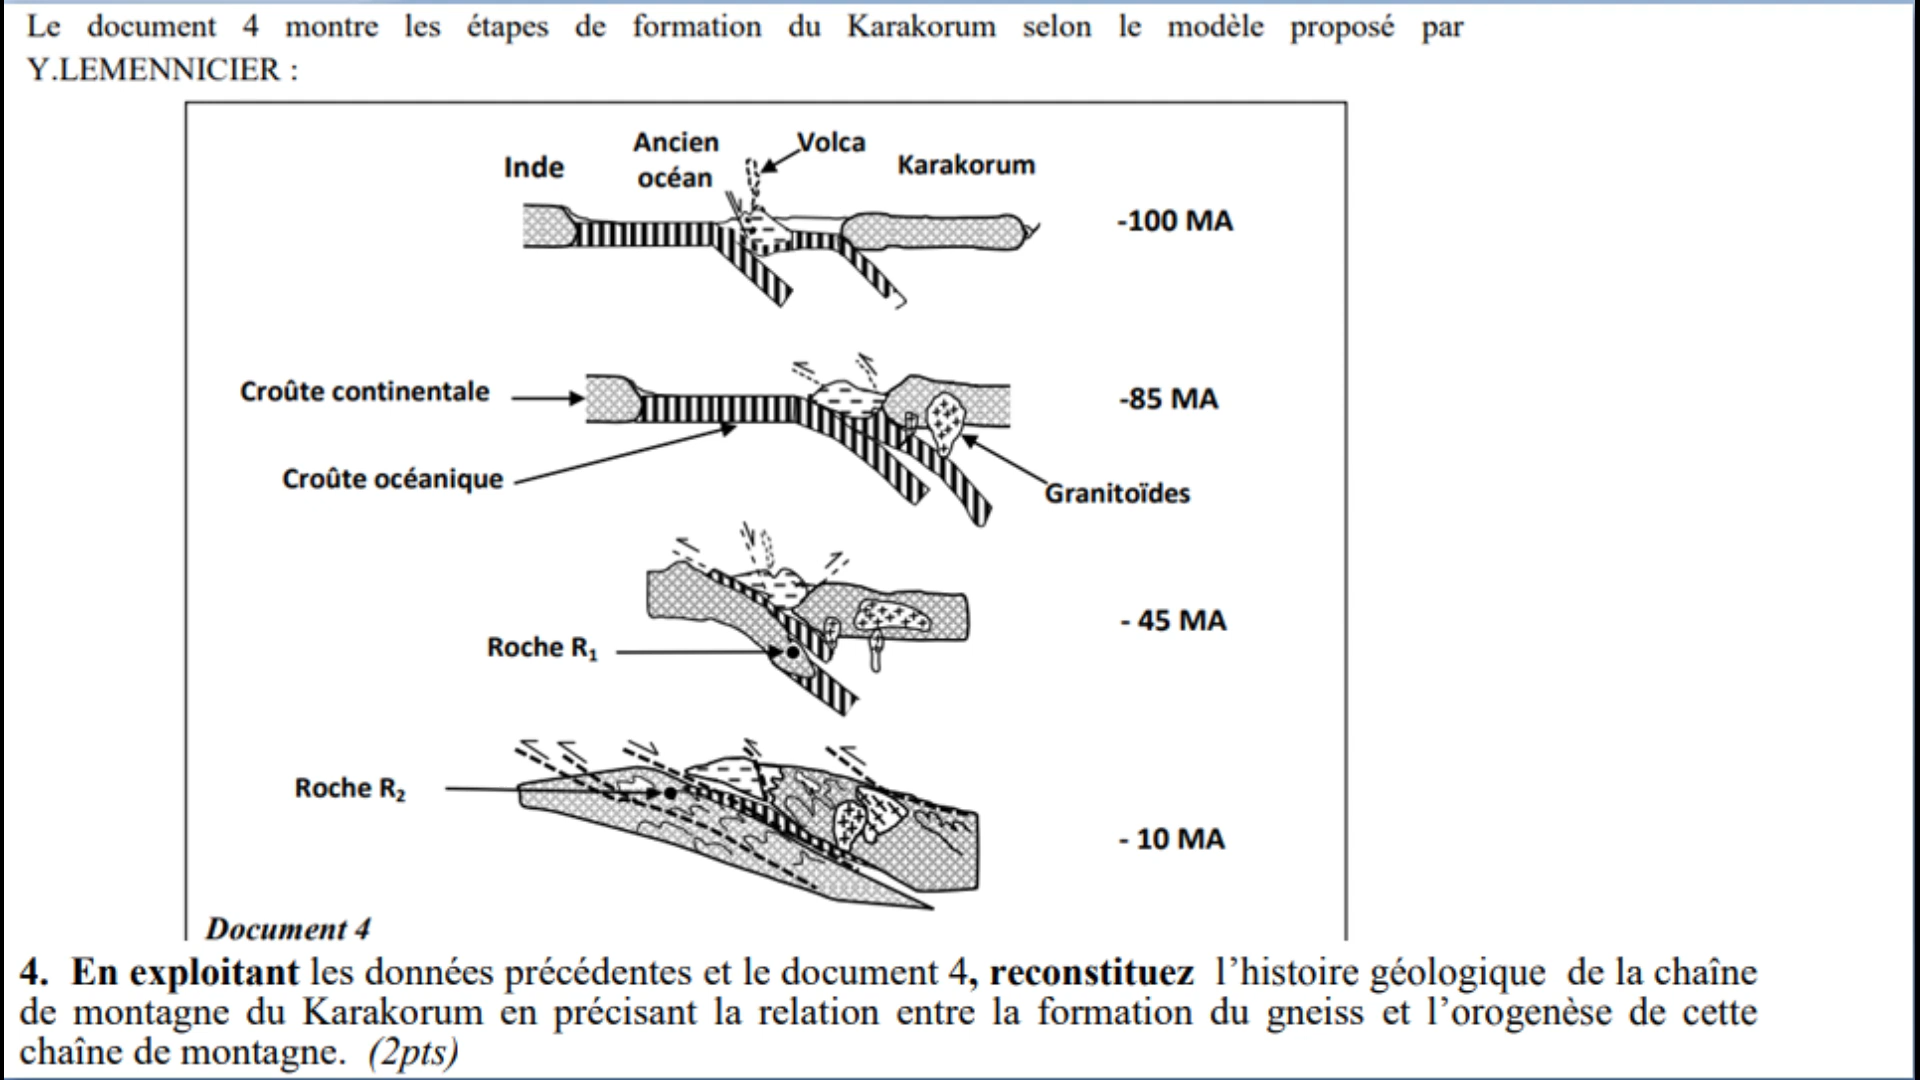 Le document 4 montre les étapes de formation du Karakorum selon le modèle proposé par
Y.LEMENNICIER :
Inde
Ancien
océan
Volca
Karakorum
-100 MA
Croûte continentale
-85 MA
Croûte océanique
Granitoïdes
Roche R₁
- 45 MA
Roche R₂
- 10 MA
Document 4
4. En exploitant les données précédentes et le document 4, reconstituez l’histoire géologique de la chaîne
de montagne du Karakorum en précisant la relation entre la formation du gneiss et l’orogenèse de cette
chaîne de montagne. (2pts)